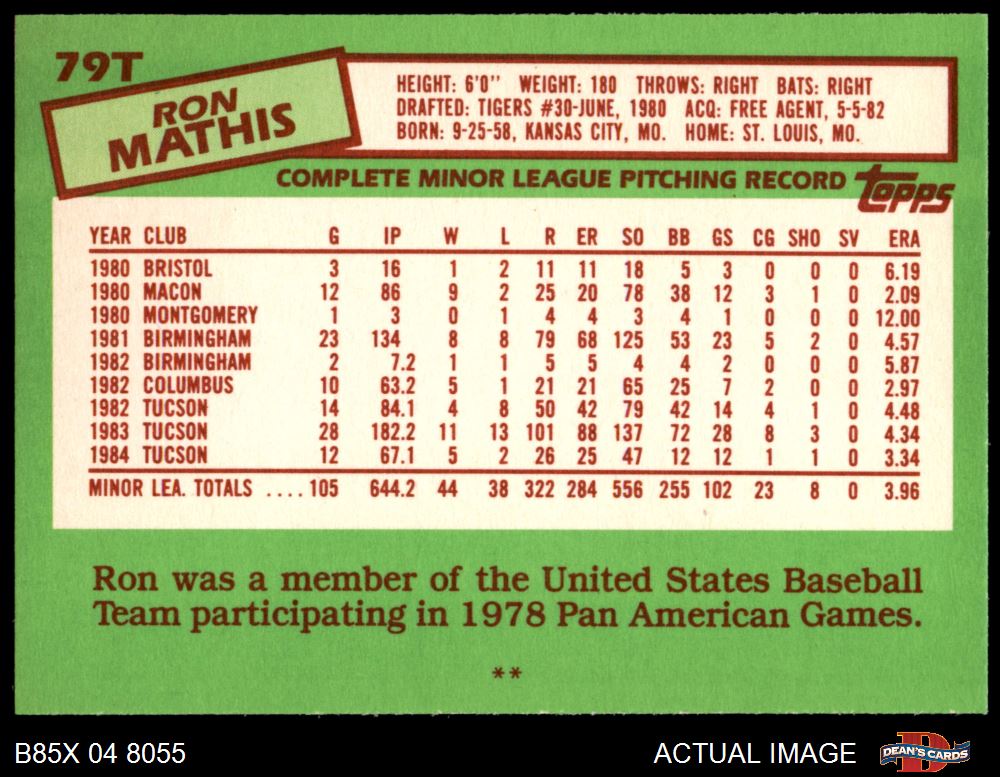 79T
RON
MATHIS
HEIGHT: 6'0" WEIGHT: 180 THROWS: RIGHT BATS: RIGHT
DRAFTED: TIGERS #30-JUNE, 1980 ACQ: FREE AGENT, 5-5-82
BORN: 9-25-58, KANSAS CITY, MO. HOME: ST. LOUIS, MO.
COMPLETE MINOR LEAGUE PITCHING RECORD topps
YEAR CLUB G IP W L R ER SO BB GS CG SHO SV ERA
1980 BRISTOL 3 16 1 2 11 11 18 5 3 0 0 0 6.19
1980 MACON 12 86 9 2 25 20 78 38 12 3 1 0 2.09
1980 MONTGOMERY 1 3 0 1 4 4 3 4 1 0 0 0 12.00
1981 BIRMINGHAM 23 134 8 8 79 68 125 53 23 5 2 0 4.57
1982 BIRMINGHAM 2 7.2 1 1 5 5 4 4 2 0 0 0 5.87
1982 COLUMBUS 10 63.2 5 1 21 21 65 25 7 2 0 0 2.97
1982 TUCSON 14 84.1 4 8 50 42 79 42 14 4 1 0 4.48
1983 TUCSON 28 182.2 11 13 101 88 137 72 28 8 3 0 4.34
1984 TUCSON 12 67.1 5 2 26 25 47 12 12 1 1 0 3.34
MINOR LEA. TOTALS ....105 644.2 44 38 322 284 556 255 102 23 8 0 3.96
Ron was a member of the United States Baseball
Team participating in 1978 Pan American Games.
**
B85X 04 8055 ACTUAL IMAGE D DEAN'S CARDS